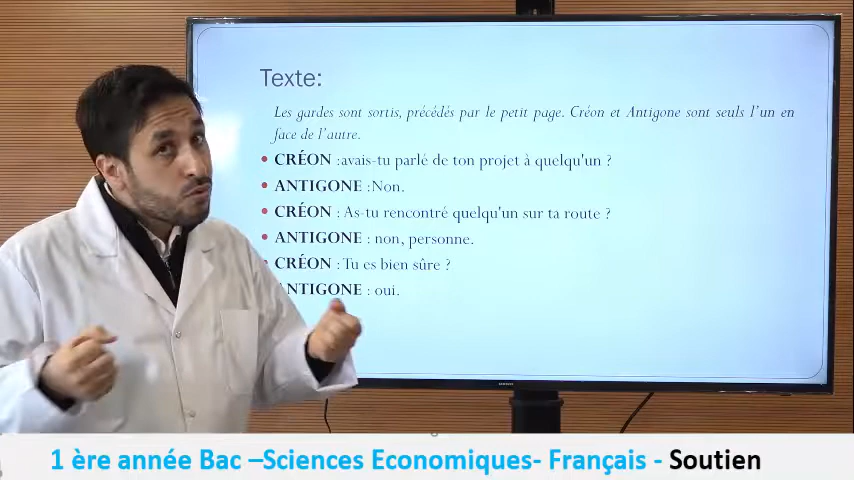 Texte:
Les gardes sont sortis, précédés par le petit page. Créon et Antigone sont seuls l'un en
face de l'autre.
• CRÉON :avais-tu parlé de ton projet à quelqu'un ?
• ANTIGONE :Non.
• CRÉON : As-tu rencontré quelqu'un sur ta route ?
• ANTIGONE : non, personne.
• CRÉON : Tu es bien sûre ?
ANTIGONE : oui.
SAMSUNG
1 ère année Bac –Sciences Economiques- Français - Soutien